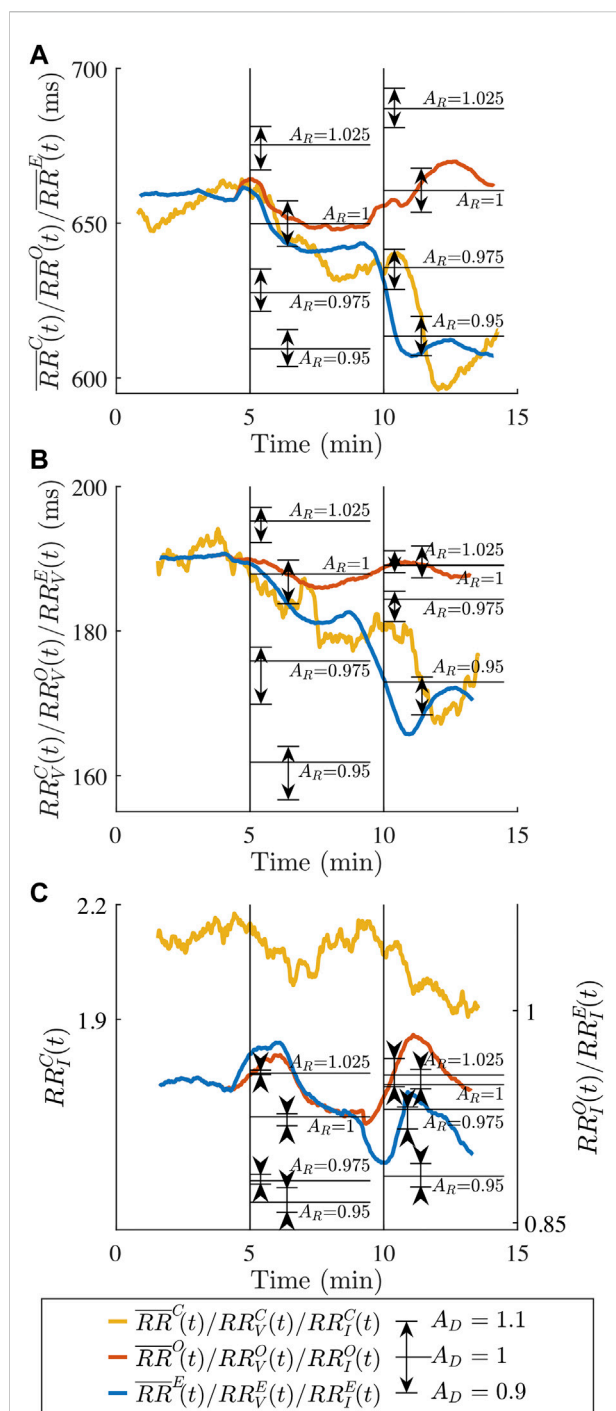 A
700
650
600
$\overline{RR}^C(t)/\overline{RR}^O(t)/\overline{RR}^E(t)$ (ms)
A_R=1.025
A_R=1
A_R=0.975
A_R=0.95
A_R=1.025
A_R=1
A_R=0.975
A_R=0.95
0 5 10 15
Time (min)
B
200
180
160
$RR_V^C(t)/RR_V^O(t)/RR_V^E(t)$ (ms)
A_R=1.025
A_R=1
A_R=0.975
A_R=0.95
A_R=1.025
A_R=1
A_R=0.975
A_R=0.95
0 5 10 15
Time (min)
C
2.2
1.9
$RR_I^C(t)$
A_R=1.025
A_R=1
A_R=0.975
A_R=0.95
A_R=1.025
A_R=1
A_R=0.975
A_R=0.95
1
0.85
$RR_I^O(t)/RR_I^E(t)$
0 5 10 15
Time (min)
$\overline{RR}^C(t)/RR_V^C(t)/RR_I^C(t)$ A_D = 1.1
$\overline{RR}^O(t)/RR_V^O(t)/RR_I^O(t)$ A_D = 1
$\overline{RR}^E(t)/RR_V^E(t)/RR_I^E(t)$ A_D = 0.9